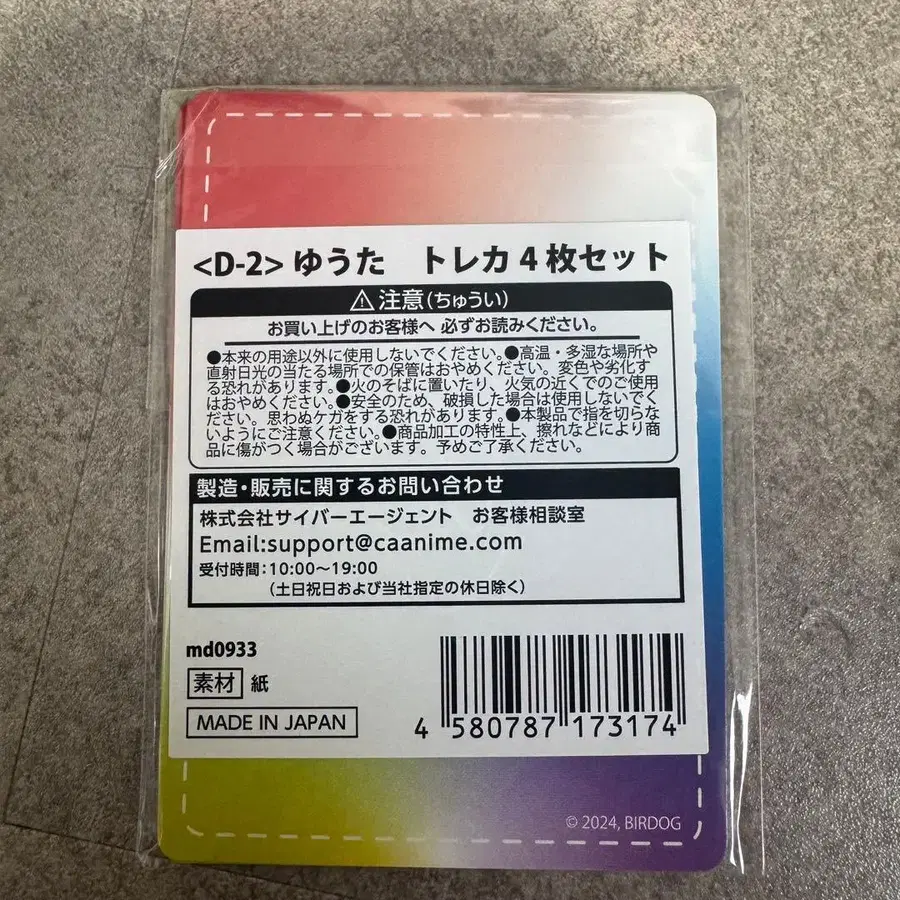 <D-2> ゆうた　トレカ4枚セット
⚠注意(ちゅうい)
お買い上げのお客様へ 必ずお読みください。
●本来の用途以外に使用しないでください。●高温・多湿な場所や
直射日光の当たる場所での保管はおやめください。変色や劣化す
る恐れがあります。●火のそばに置いたり、火気の近くでのご使用
はおやめください。●安全のため、破損した場合は使用しないでく
ださい。思わぬケガをする恐れがあります。●本製品で指を切らな
いようにご注意ください。●商品加工の特性上、擦れなどにより商
品に傷がつく場合がございます。予めご了承ください。
製造・販売に関するお問い合わせ
株式会社サイバーエージェント　お客様相談室
Email:support@caanime.com
受付時間:10:00～19:00
(土日祝日および当社指定の休日除く)
md0933
素材 紙
MADE IN JAPAN
4 580787 173174
© 2024, BIRDOG